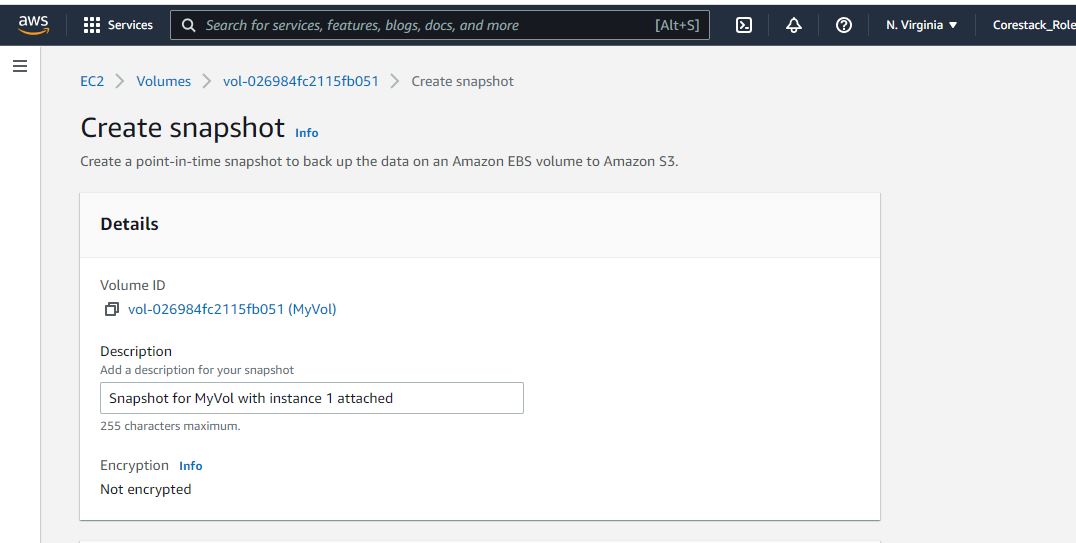 aws Services Search for services, features, blogs, docs, and more [Alt+S] N. Virginia Corestack_Role
EC2 Volumes vol-026984fc2115fb051 Create snapshot
Create snapshot Info
Create a point-in-time snapshot to back up the data on an Amazon EBS volume to Amazon S3.
Details
Volume ID
vol-026984fc2115fb051 (MyVol)
Description
Add a description for your snapshot
Snapshot for MyVol with instance 1 attached
255 characters maximum.
Encryption Info
Not encrypted